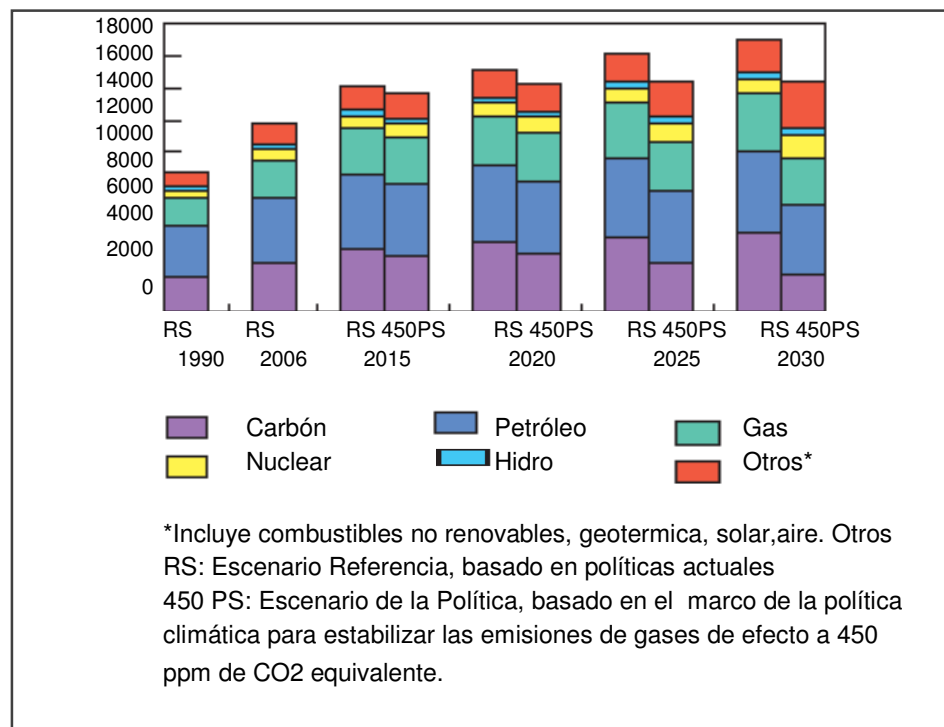 18000
16000
14000
12000
10000
8000
6000
4000
2000
0
RS RS RS 450PS RS 450PS RS 450PS RS 450PS
1990 2006 2015 2020 2025 2030
Carbón Petróleo Gas
Nuclear Hidro Otros*
*Incluye combustibles no renovables, geotermica, solar,aire. Otros
RS: Escenario Referencia, basado en políticas actuales
450 PS: Escenario de la Política, basado en el marco de la política
climática para estabilizar las emisiones de gases de efecto a 450
ppm de CO2 equivalente.